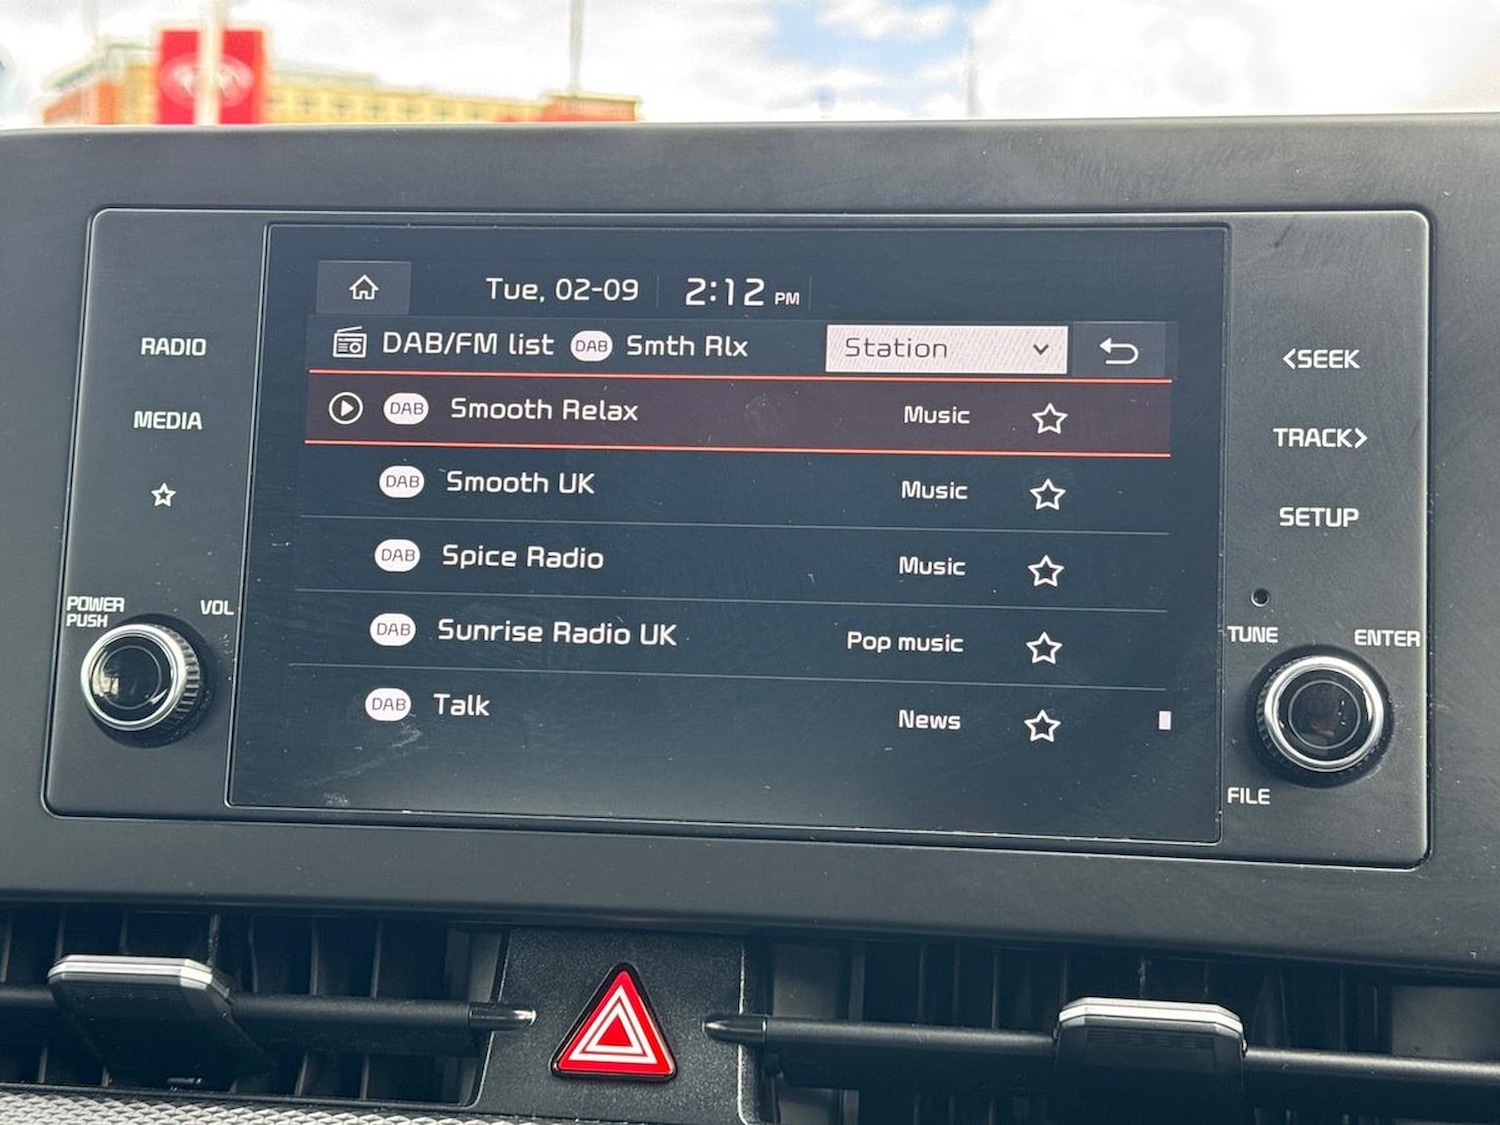 Tue, 02-09 2:12 PM
DAB/FM list DAB Smth Rlx Station
DAB Smooth Relax Music
DAB Smooth UK Music
DAB Spice Radio Music
DAB Sunrise Radio UK Pop music
DAB Talk News
RADIO
MEDIA
POWER
PUSH
VOL
<SEEK
TRACK>
SETUP
TUNE
ENTER
FILE